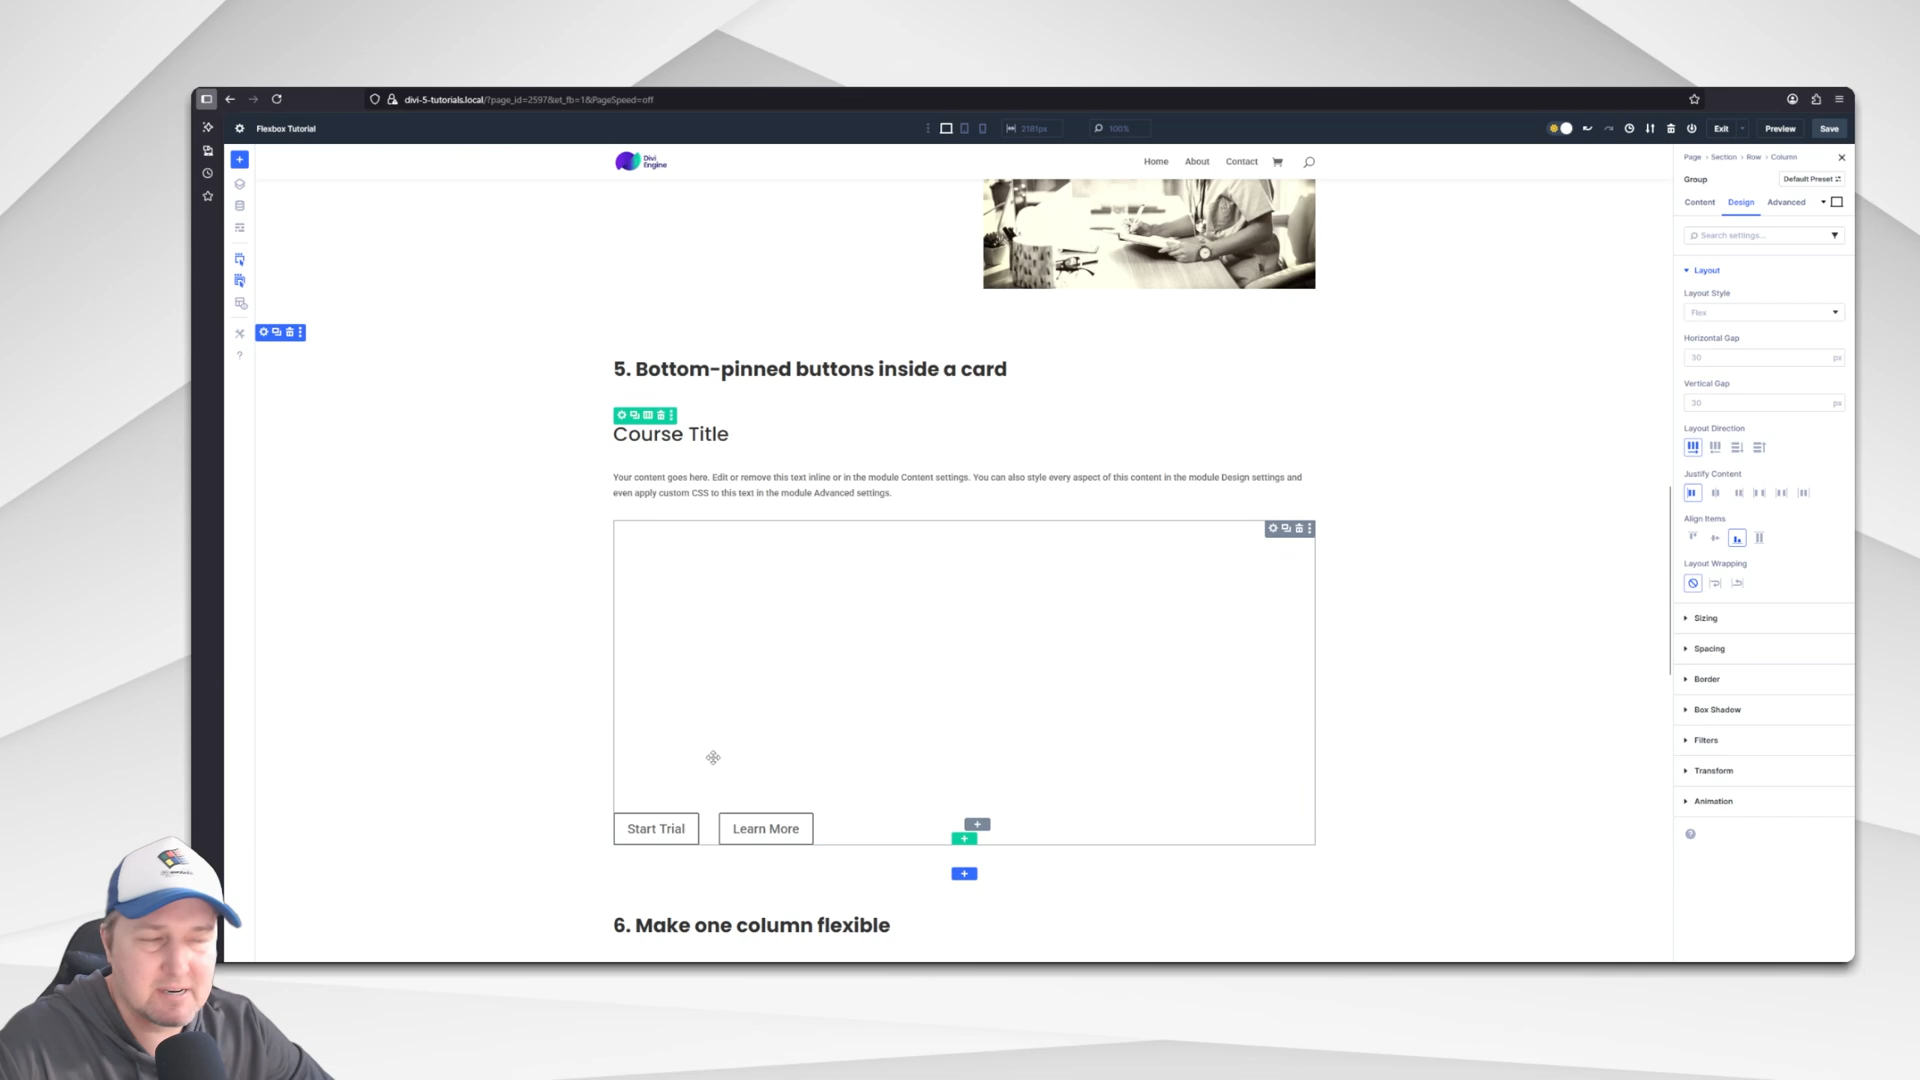 divi-5-tutorials.local/?page_id=2597&et_fb=1&PageSpeed=off
Flexbox Tutorial
2181px
100%
Exit
Preview
Save
Divi Engine
Home
About
Contact
5. Bottom-pinned buttons inside a card
Course Title
Your content goes here. Edit or remove this text inline or in the module Content settings. You can also style every aspect of this content in the module Design settings and
even apply custom CSS to this text in the module Advanced settings.
Start Trial
Learn More
6. Make one column flexible
Page › Section › Row › Column
Group
Default Preset
Content
Design
Advanced
Search settings...
Layout
Layout Style
Flex
Horizontal Gap
30
px
Vertical Gap
30
px
Layout Direction
Justify Content
Align Items
Layout Wrapping
Sizing
Spacing
Border
Box Shadow
Filters
Transform
Animation